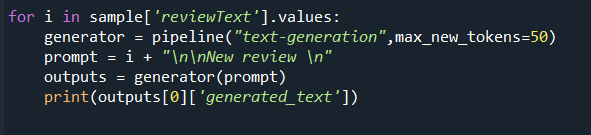 for i in sample['reviewText'].values:
    generator = pipeline("text-generation",max_new_tokens=50)
    prompt = i + "\n\nNew review \n"
    outputs = generator(prompt)
    print(outputs[0]['generated_text'])